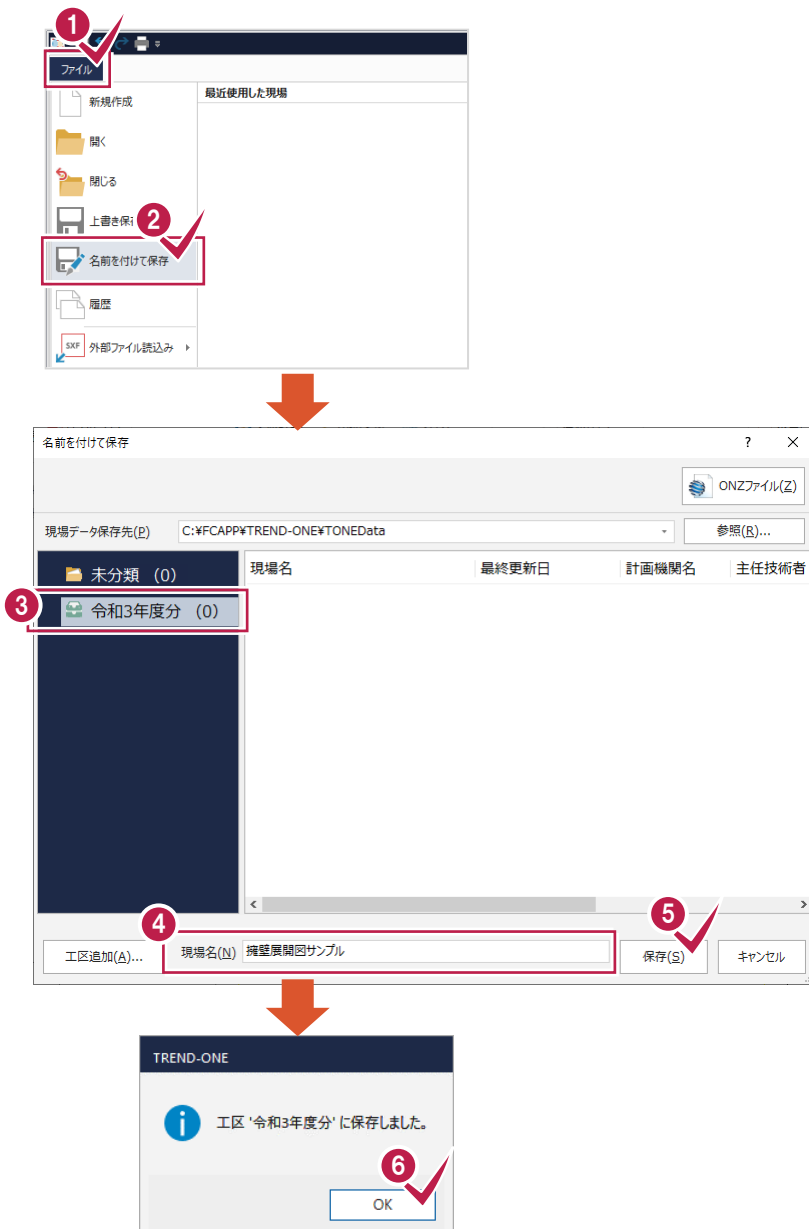 1
ファイル
最近使用した現場
新規作成
開く
閉じる
上書き保
2
名前を付けて保存
履歴
SXF 外部ファイル読込み
名前を付けて保存 ? ×
ONZファイル(Z)
現場データ保存先(P) C:¥FCAPP¥TREND-ONE¥TONEData 参照(R)...
未分類 (0) 現場名 最終更新日 計画機関名 主任技術者
3 令和3年度分 (0)
4 5
工区追加(A)... 現場名(N) 擁壁展開図サンプル 保存(S) キャンセル
TREND-ONE
i 工区 '令和3年度分' に保存しました。
6
OK